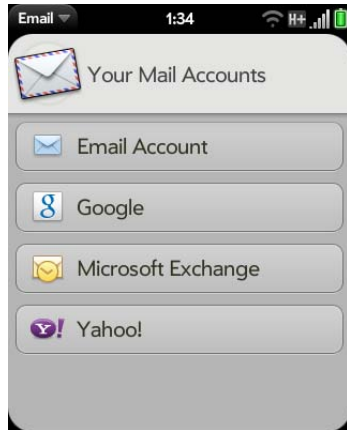 Email 1:34 H+
Your Mail Accounts
Email Account
8 Google
Microsoft Exchange
Y! Yahoo!